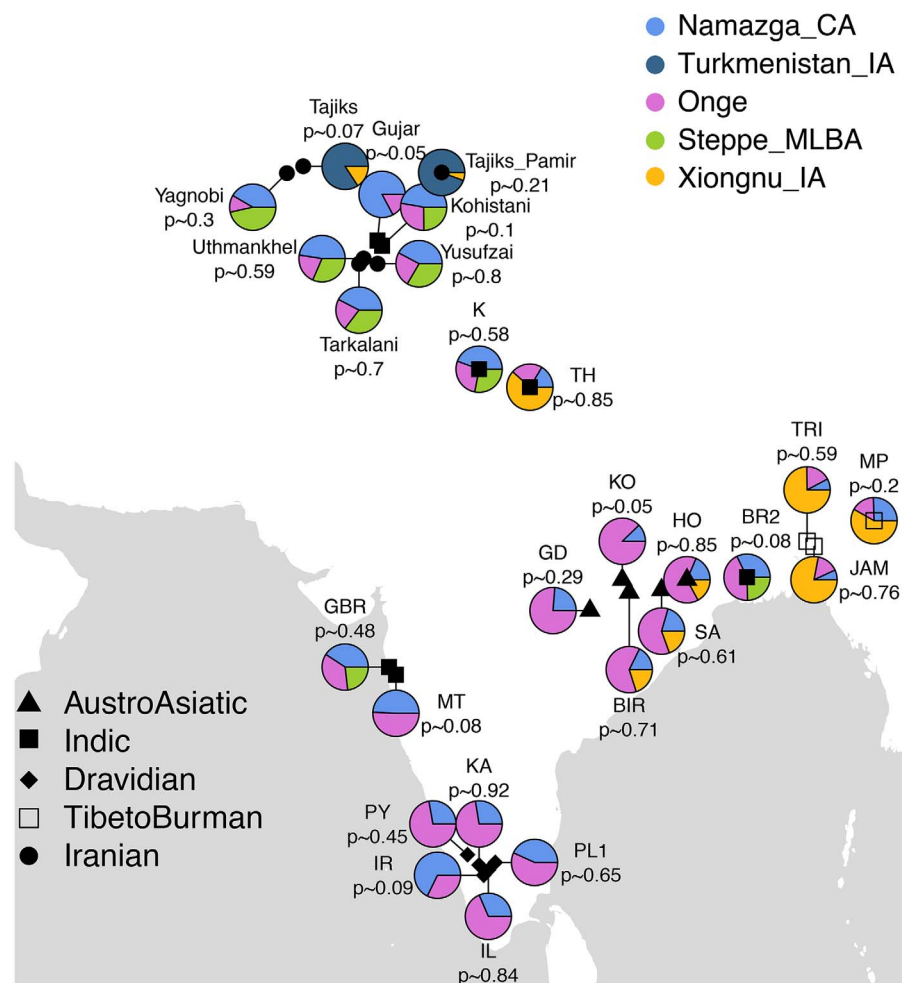 Namazga_CA
Turkmenistan_IA
Onge
Steppe_MLBA
Xiongnu_IA
Tajiks
p~0.07
Gujar
p~0.05
Tajiks_Pamir
p~0.21
Yagnobi
p~0.3
Kohistani
p~0.1
Uthmankhel
p~0.59
Yusufzai
p~0.8
Tarkalani
p~0.7
K
p~0.58
TH
p~0.85
TRI
p~0.59
MP
p~0.2
KO
p~0.05
HO
p~0.85
BR2
p~0.08
GD
p~0.29
JAM
p~0.76
GBR
p~0.48
SA
p~0.61
MT
p~0.08
BIR
p~0.71
AustroAsiatic
Indic
Dravidian
TibetoBurman
Iranian
KA
p~0.92
PY
p~0.45
IR
p~0.09
PL1
p~0.65
IL
p~0.84